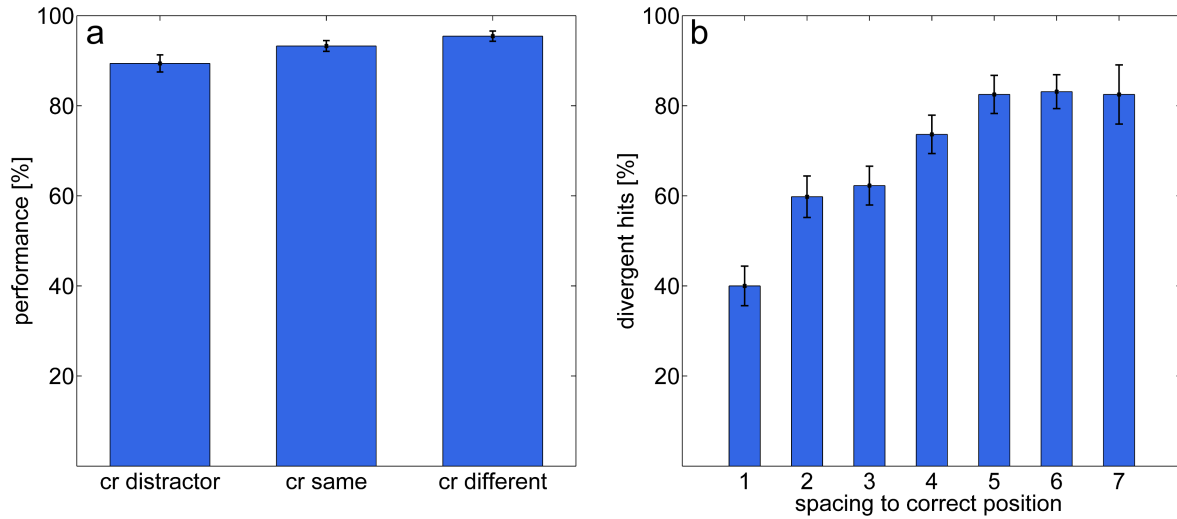 a
performance [%]
100
80
60
40
20
cr distractor cr same cr different
b
divergent hits [%]
100
80
60
40
20
1 2 3 4 5 6 7
spacing to correct position